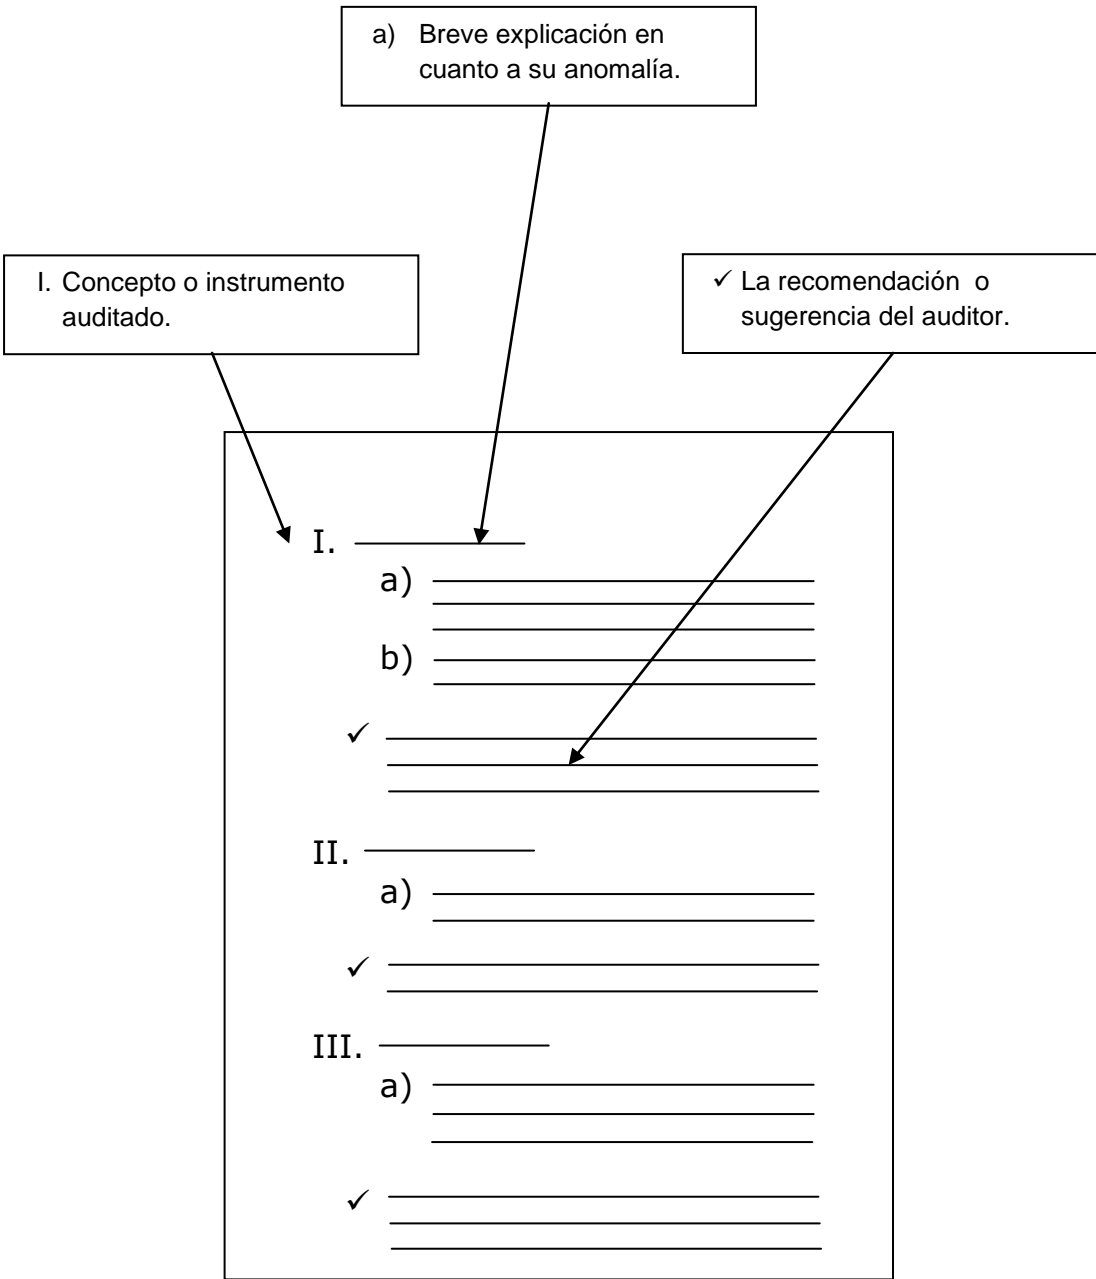 a) Breve explicación en
cuanto a su anomalía.
I. Concepto o instrumento
auditado.
✓ La recomendación o
sugerencia del auditor.
I.
a)
b)
✓
II.
a)
✓
III.
a)
✓